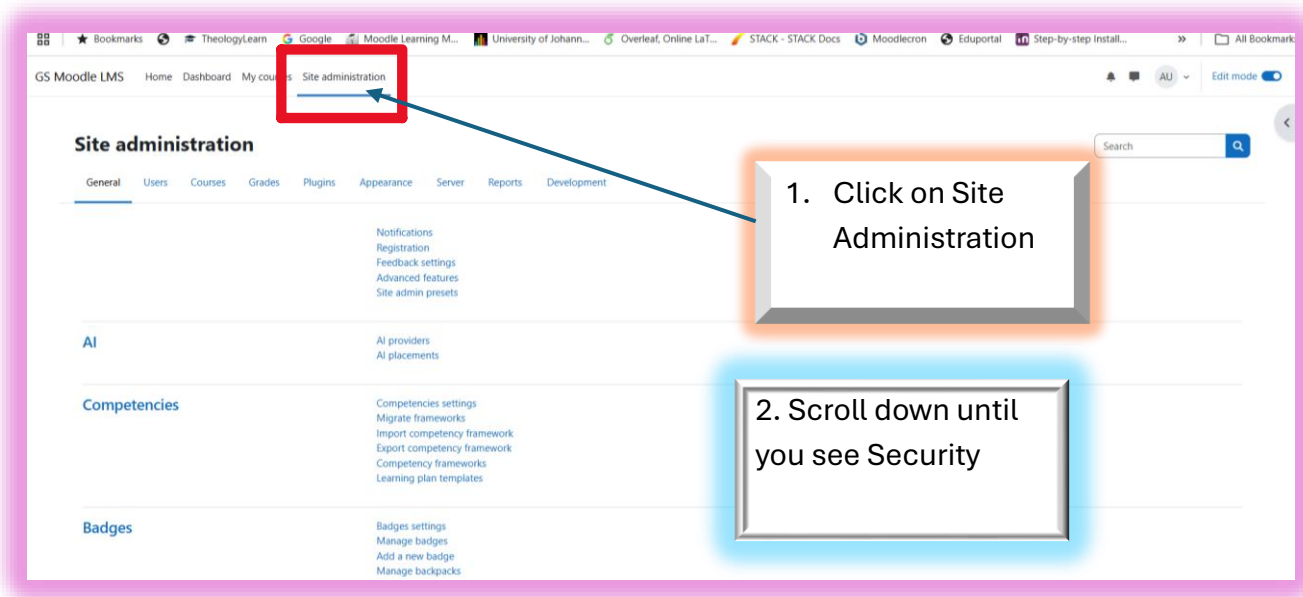 Bookmarks TheologyLearn Google Moodle Learning M... University of Johann... Overleaf, Online LaT... STACK - STACK Docs Moodlecron Eduportal Step-by-step Install... » All Bookmark
GS Moodle LMS Home Dashboard My courses Site administration AU Edit mode
Site administration
Search
General Users Courses Grades Plugins Appearance Server Reports Development
1. Click on Site
Administration
Notifications
Registration
Feedback settings
Advanced features
Site admin presets
AI
AI providers
AI placements
2. Scroll down until
you see Security
Competencies
Competencies settings
Migrate frameworks
Import competency framework
Export competency framework
Competency frameworks
Learning plan templates
Badges
Badges settings
Manage badges
Add a new badge
Manage backpacks